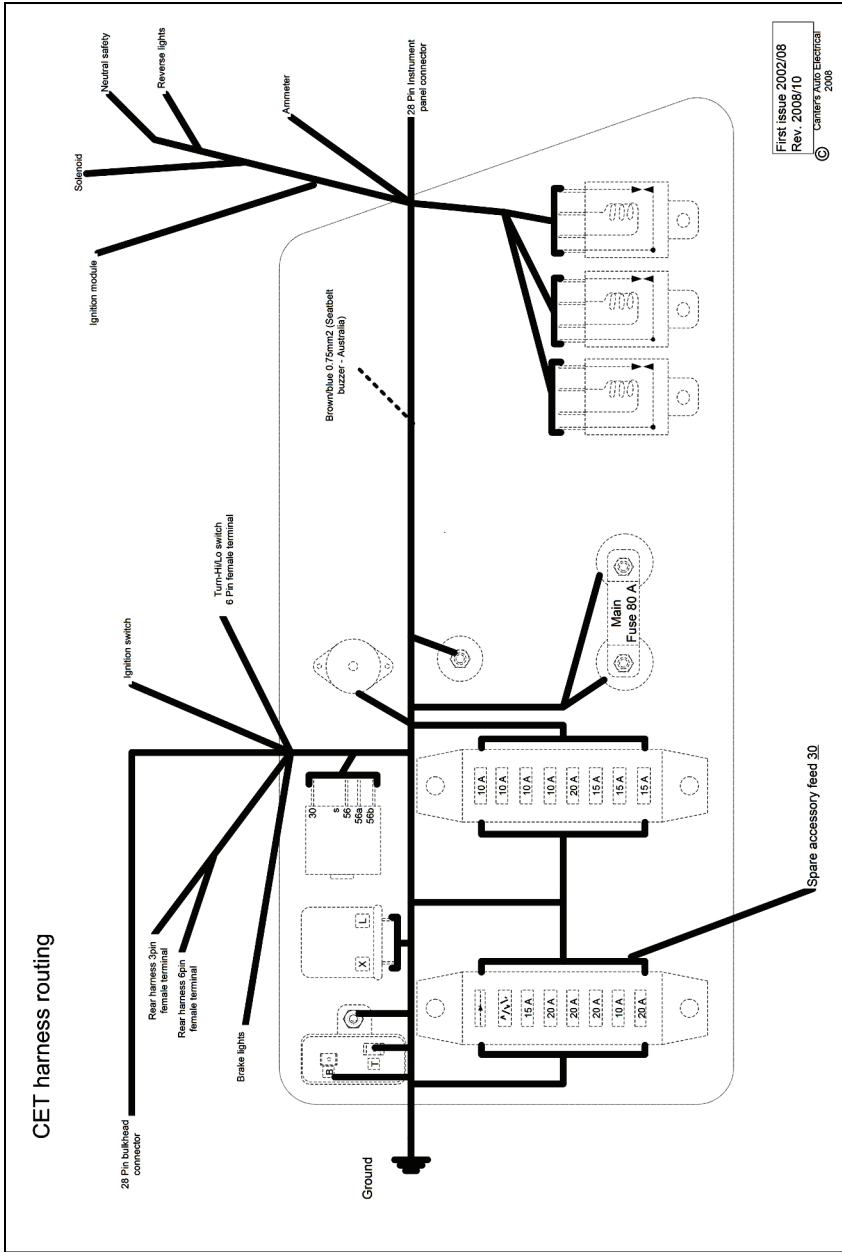 CET harness routing
28 Pin bulkhead
connector
Rear harness 3pin
female terminal
Rear harness 6pin
female terminal
Brake lights
Ignition switch
Turn-Hi/Lo switch
6 Pin female terminal
Ignition module
Solenoid
Neutral safety
Reverse lights
Ammeter
28 Pin Instrument
panel connector
Brown/blue 0.75mm2 (Seatbelt
buzzer - Australia)
Ground
B
T
X
L
30
s
56
56a
56b
15 A
20 A
20 A
20 A
10 A
20 A
10 A
10 A
10 A
10 A
20 A
15 A
15 A
15 A
Main
Fuse 80 A
Spare accessory feed 30
First issue 2002/08
Rev. 2008/10
© Canter's Auto Electrical
2008